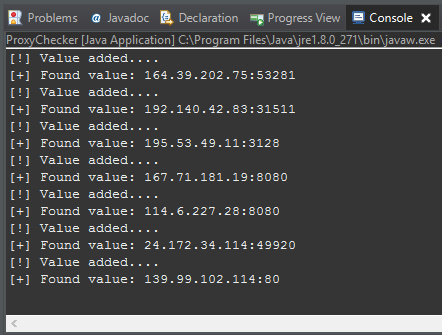 Problems Javadoc Declaration Progress View Console
ProxyChecker [Java Application] C:\Program Files\Java\jre1.8.0_271\bin\javaw.exe
[!] Value added....
[+] Found value: 164.39.202.75:53281
[!] Value added....
[+] Found value: 192.140.42.83:31511
[!] Value added....
[+] Found value: 195.53.49.11:3128
[!] Value added....
[+] Found value: 167.71.181.19:8080
[!] Value added....
[+] Found value: 114.6.227.28:8080
[!] Value added....
[+] Found value: 24.172.34.114:49920
[!] Value added....
[+] Found value: 139.99.102.114:80